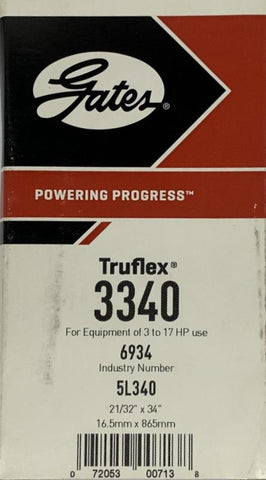 Gates®
POWERING PROGRESS™
Truflex®
3340
For Equipment of 3 to 17 HP use
6934
Industry Number
5L340
21/32" x 34"
16.5mm x 865mm
0 72053 00713 8